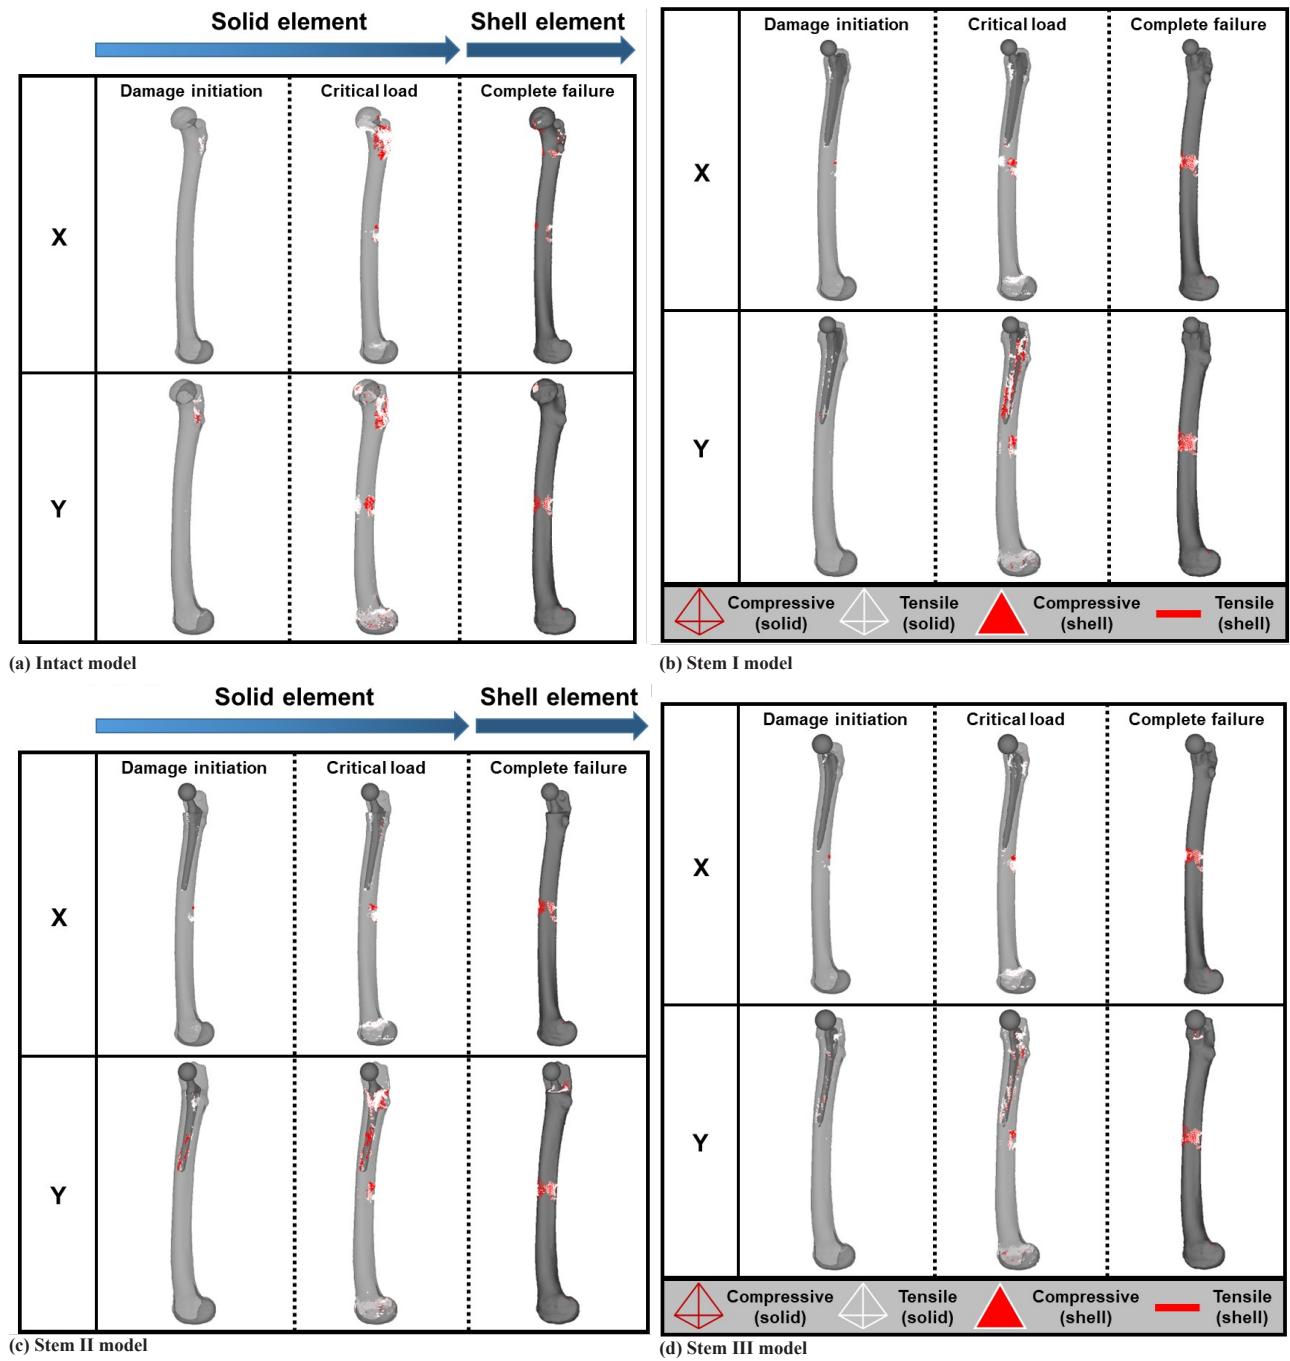 Solid element Shell element
Damage initiation Critical load Complete failure
X
Y
(a) Intact model
Damage initiation Critical load Complete failure
X
Y
Compressive (solid) Tensile (solid) Compressive (shell) Tensile (shell)
(b) Stem I model
Solid element Shell element
Damage initiation Critical load Complete failure
X
Y
(c) Stem II model
Damage initiation Critical load Complete failure
X
Y
Compressive (solid) Tensile (solid) Compressive (shell) Tensile (shell)
(d) Stem III model